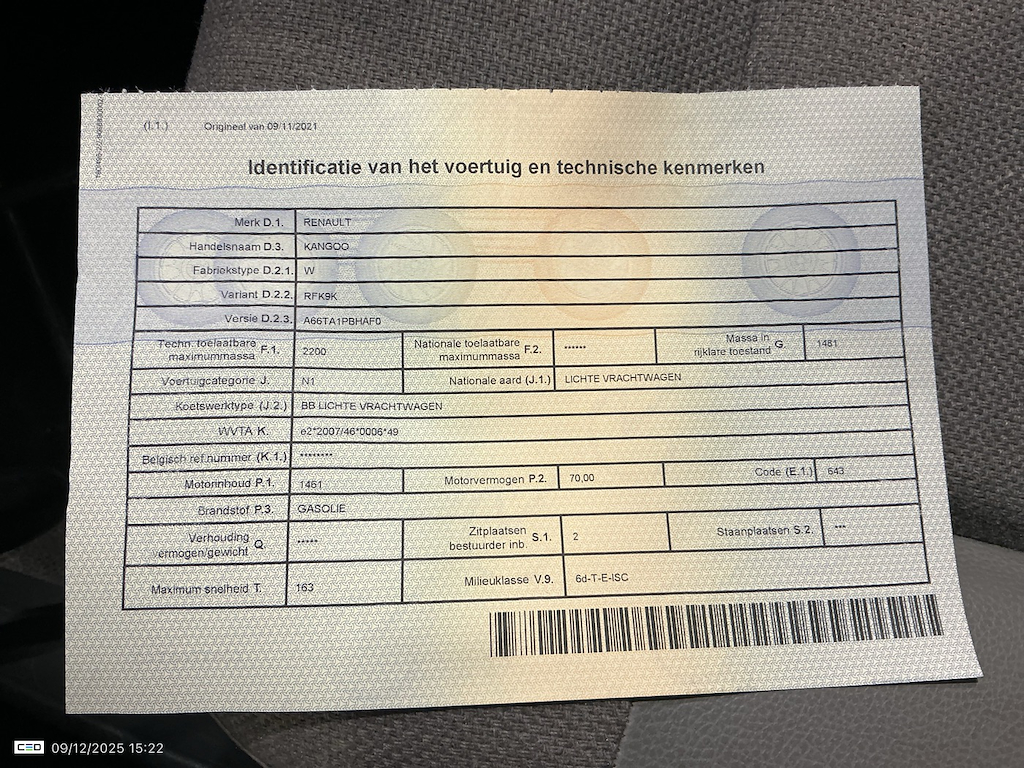 (I.1.) Origineel van 09/11/2021
Identificatie van het voertuig en technische kenmerken
Merk D.1. RENAULT
Handelsnaam D.3. KANGOO
Fabriekstype D.2.1. W
Variant D.2.2. RFK9K
Versie D.2.3. A66TA1PBHAF0
Techn. toelaatbare maximummassa F.1. 2200 Nationale toelaatbare maximummassa F.2. ****** Massa in rijklare toestand G. 1481
Voertuigcategorie J. N1 Nationale aard (J.1.) LICHTE VRACHTWAGEN
Koetswerktype (J.2.) BB LICHTE VRACHTWAGEN
WVTA K. e2*2007/46*0006*49
Belgisch ref.nummer (K.1.) ********
Motorinhoud P.1. 1461 Motorvermogen P.2. 70,00 Code (E.1.) 643
Brandstof P.3. GASOLIE
Verhouding vermogen/gewicht Q. ***** Zitplaatsen bestuurder inb. S.1. 2 Staanplaatsen S.2. ***
Maximum snelheid T. 163 Milieuklasse V.9. 6d-T-E-ISC
CEO 09/12/2025 15:22